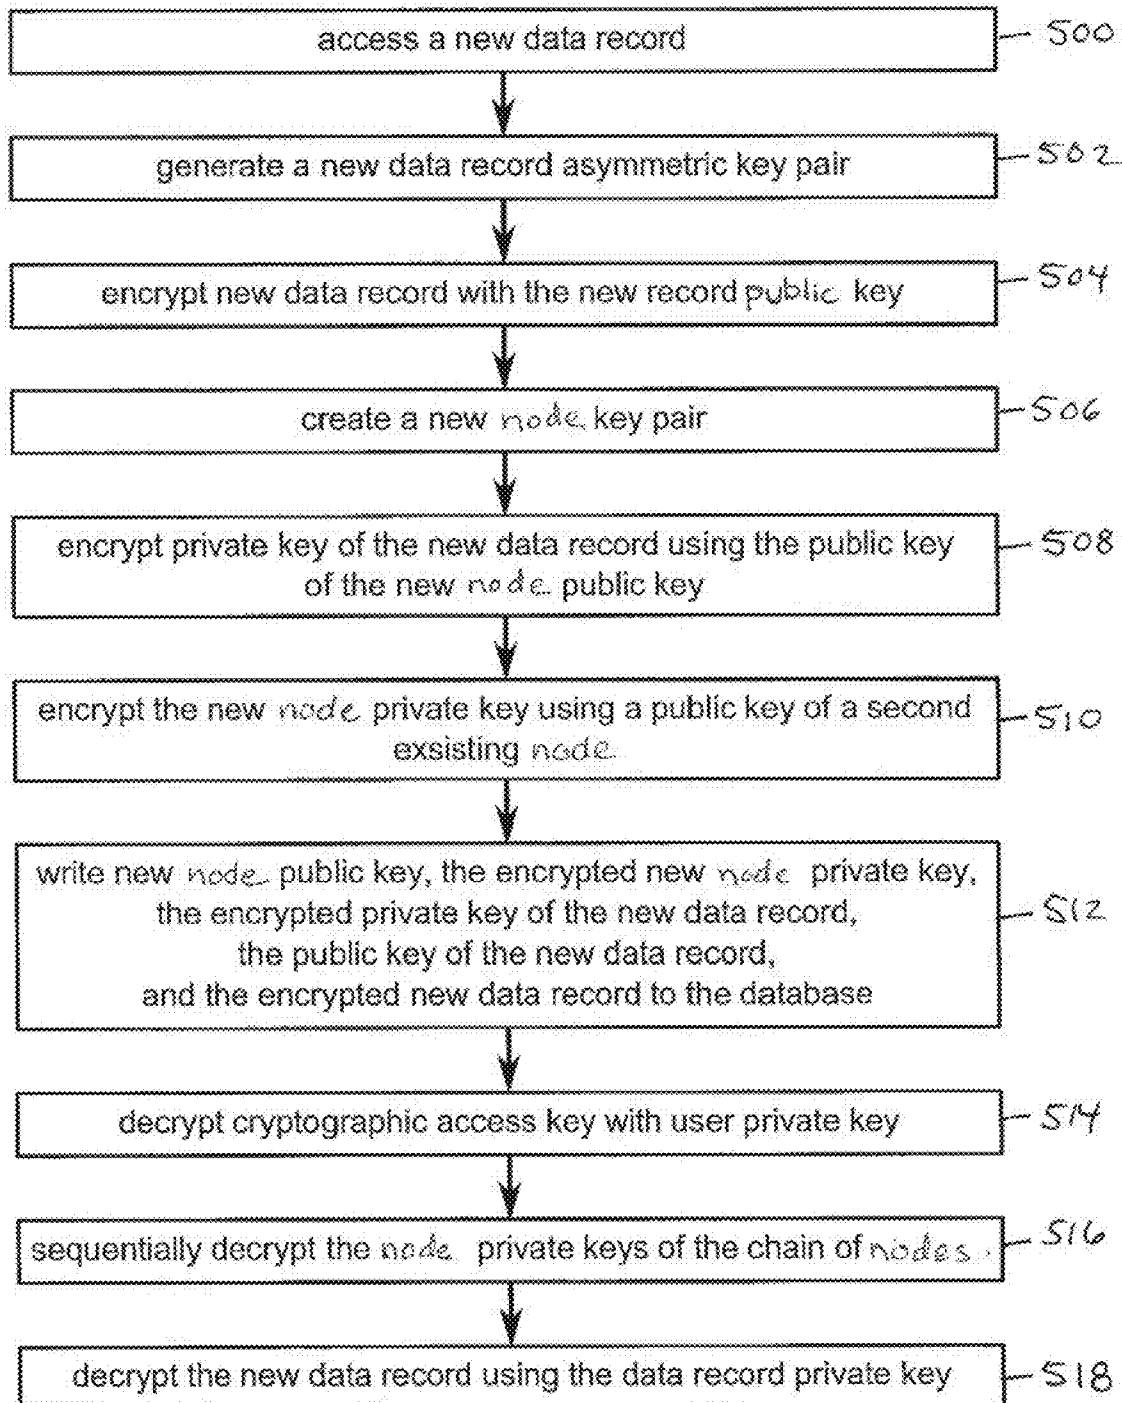 access a new data record 500
generate a new data record asymmetric key pair 502
encrypt new data record with the new record public key 504
create a new node key pair 506
encrypt private key of the new data record using the public key 508
of the new node public key
encrypt the new node private key using a public key of a second 510
exsisting node
write new node public key, the encrypted new node private key,
the encrypted private key of the new data record, 512
the public key of the new data record,
and the encrypted new data record to the database
decrypt cryptographic access key with user private key 514
sequentially decrypt the node private keys of the chain of nodes. 516
decrypt the new data record using the data record private key 518